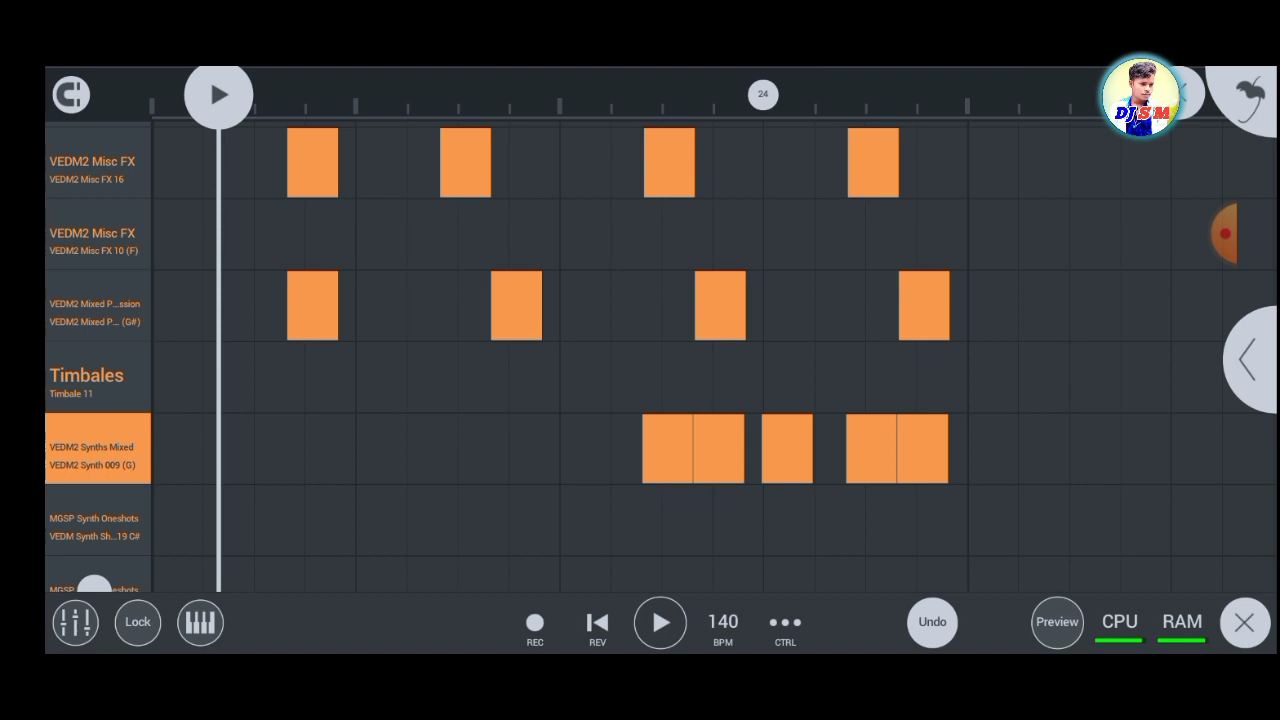 24
DJ S M
VEDM2 Misc FX
VEDM2 Misc FX 16
VEDM2 Misc FX
VEDM2 Misc FX 10 (F)
VEDM2 Mixed P...ssion
VEDM2 Mixed P... (G#)
Timbales
Timbale 11
VEDM2 Synths Mixed
VEDM2 Synth 009 (G)
MGSP Synth Oneshots
VEDM Synth Sh...19 C#
MGSP
Lock
REC
REV
140
BPM
CTRL
Undo
Preview
CPU
RAM